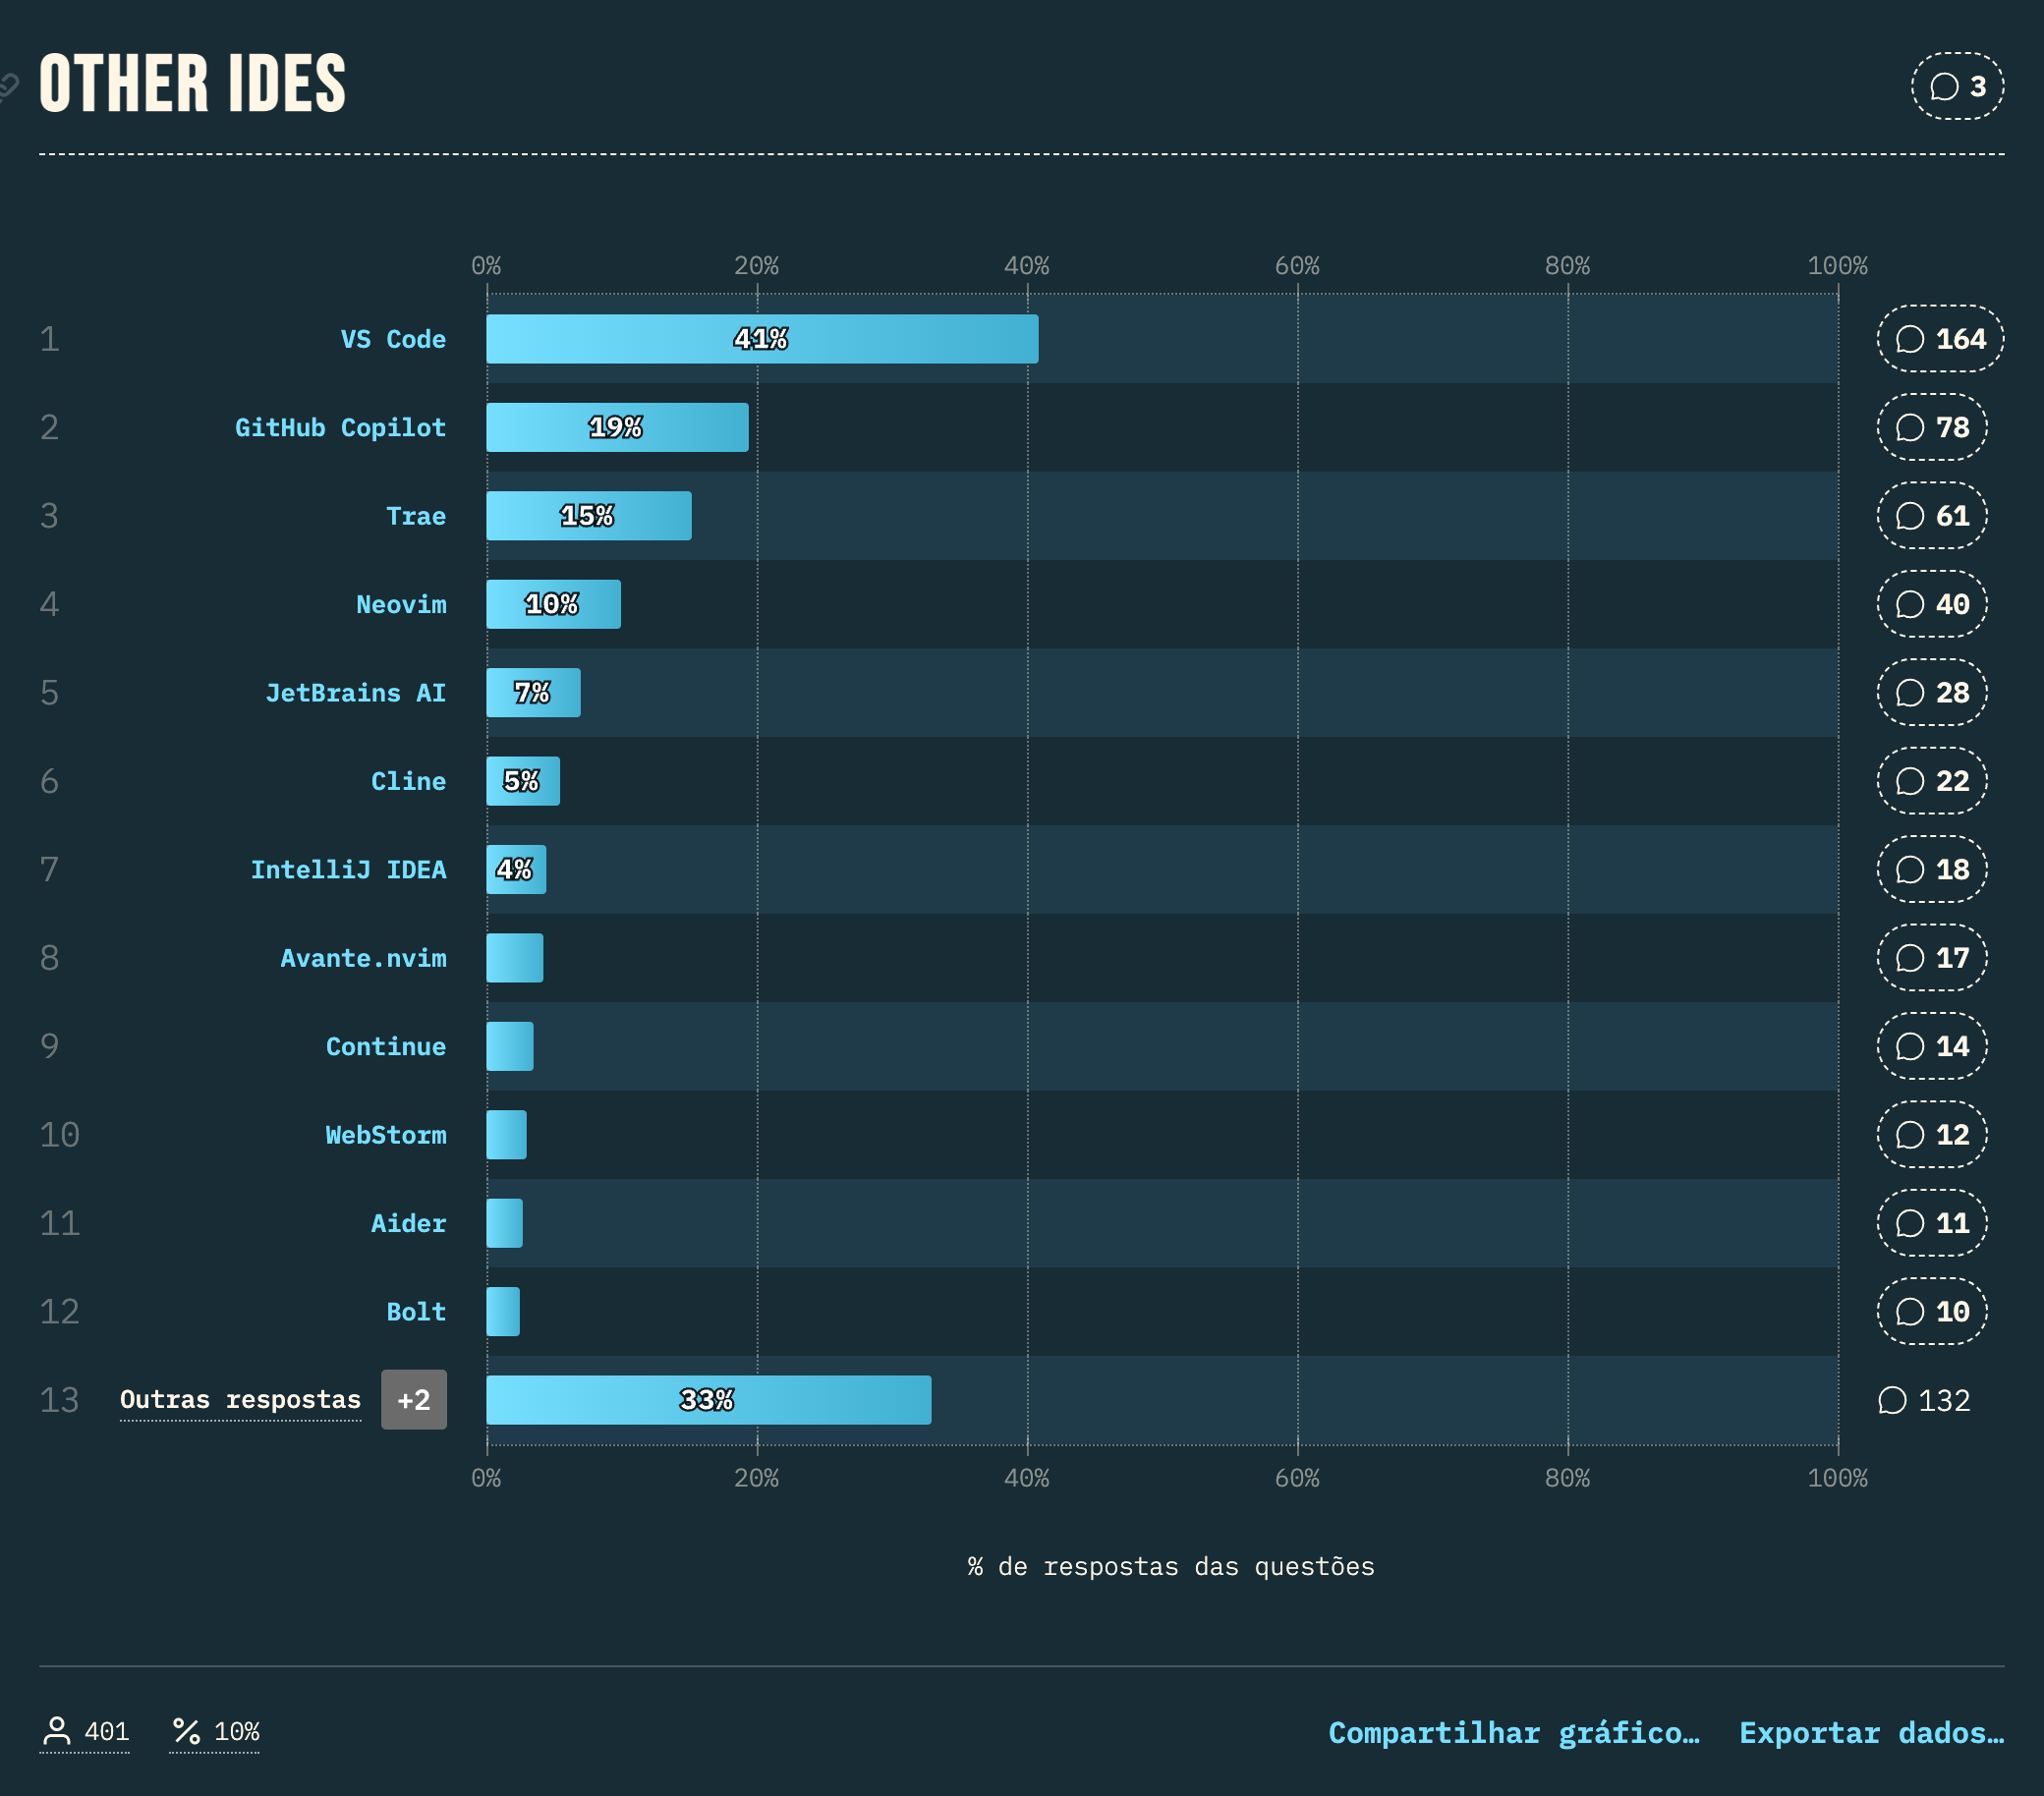 OTHER IDES
3
0% 20% 40% 60% 80% 100%
1 VS Code 41% 164
2 GitHub Copilot 19% 78
3 Trae 15% 61
4 Neovim 10% 40
5 JetBrains AI 7% 28
6 Cline 5% 22
7 IntelliJ IDEA 4% 18
8 Avante.nvim 17
9 Continue 14
10 WebStorm 12
11 Aider 11
12 Bolt 10
13 Outras respostas +2 33% 132
0% 20% 40% 60% 80% 100%
% de respostas das questões
401 % 10% Compartilhar gráfico… Exportar dados…